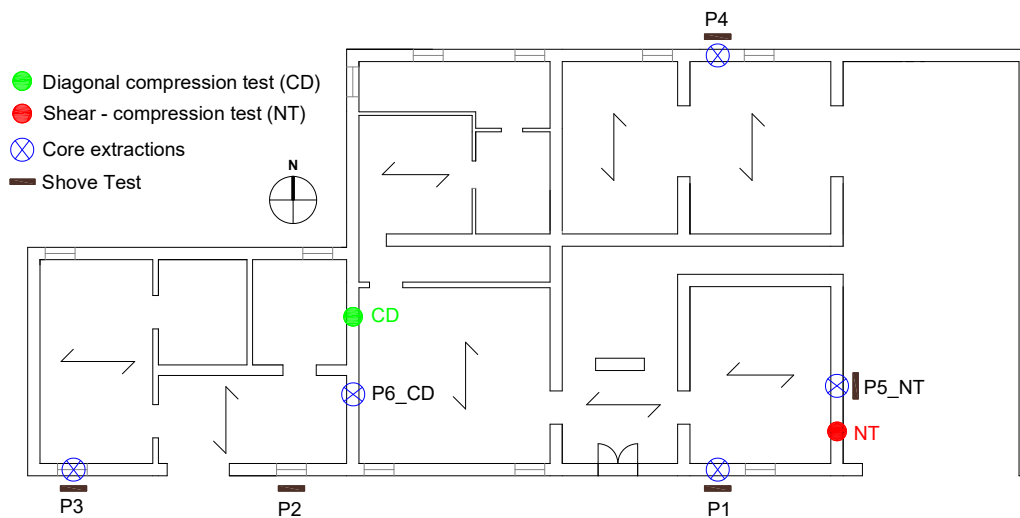 P4
Diagonal compression test (CD)
Shear - compression test (NT)
Core extractions
Shove Test
N
CD
P6_CD
P5_NT
NT
P3
P2
P1